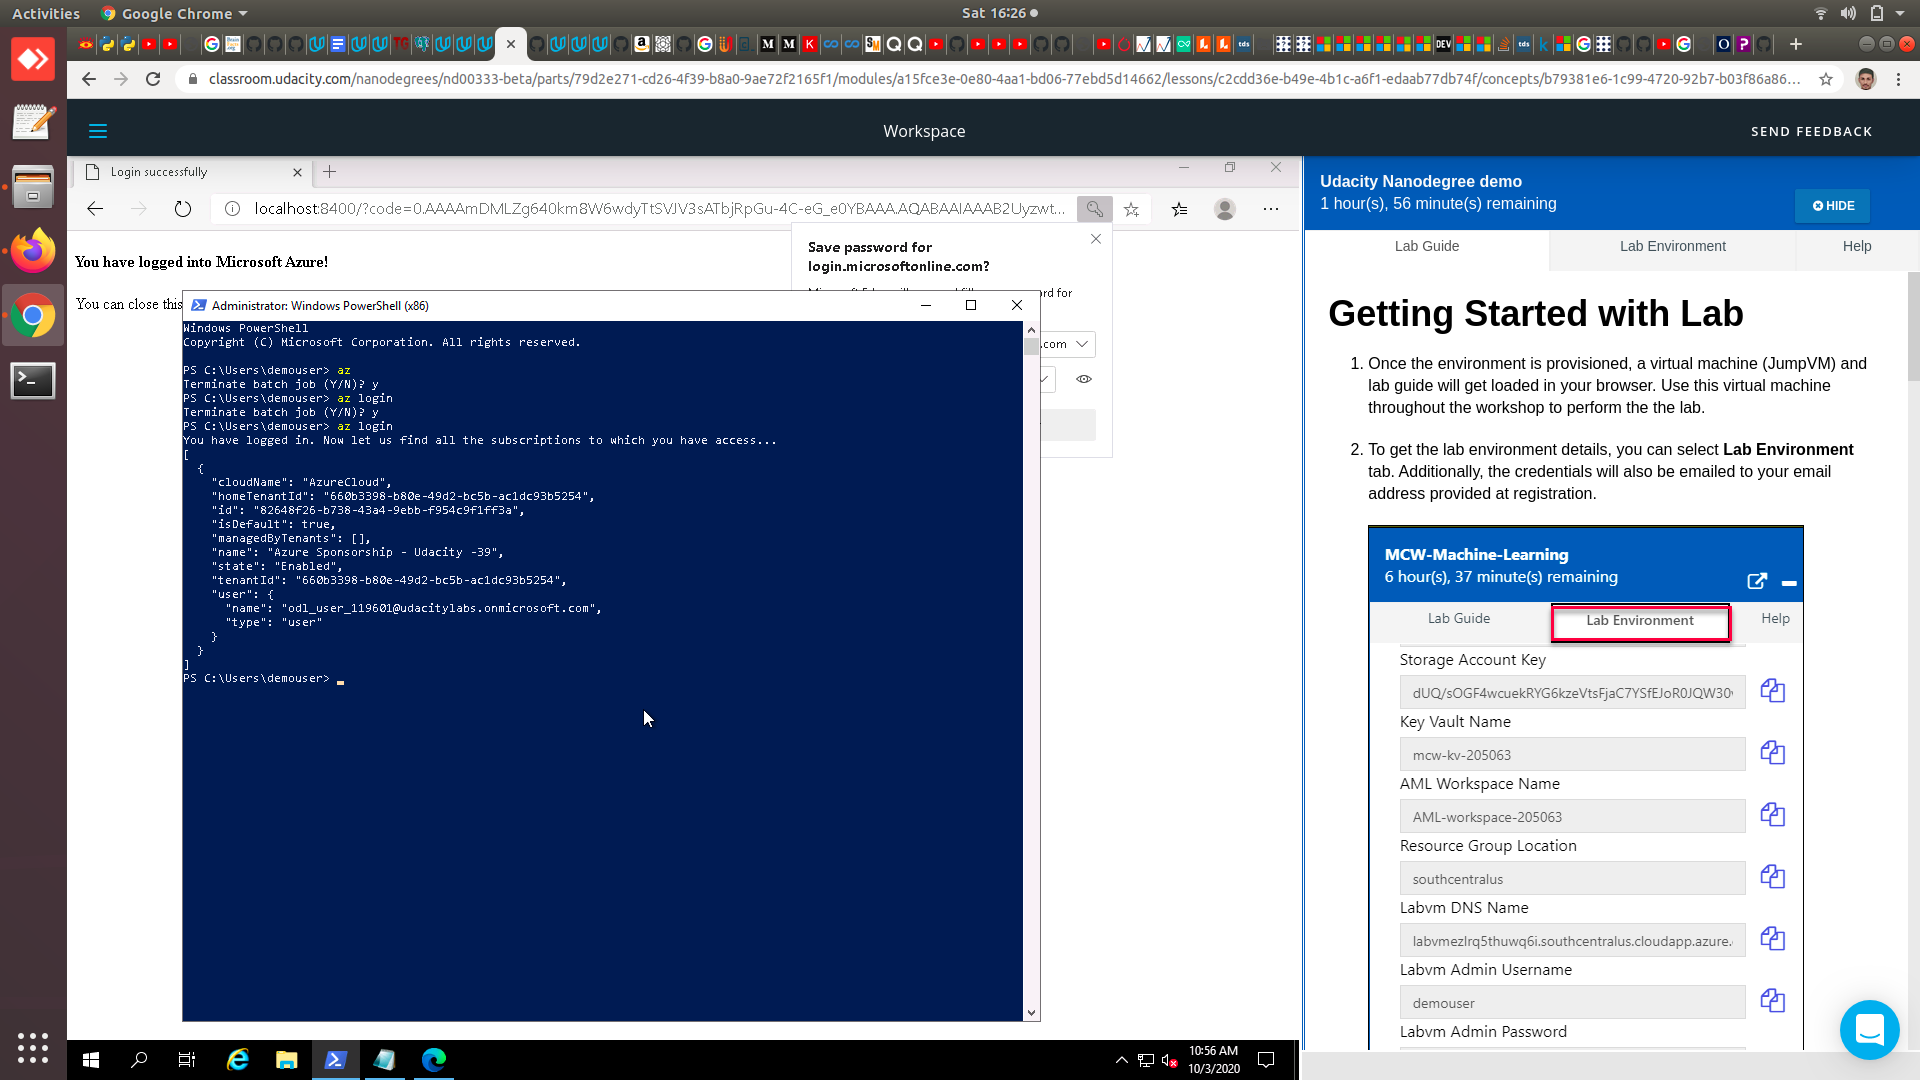 Activities
Google Chrome
Sat 16:26
classroom.udacity.com/nanodegrees/nd00333-beta/parts/79d2e271-cd26-4f39-b8a0-9ae72f2165f1/modules/a15fce3e-0e80-4aa1-bd06-77ebd5d14662/lessons/c2cdd36e-b49e-4b1c-a6f1-edaab77db74f/concepts/b79381e6-1c99-4720-92b7-b03f86a86...
Workspace
SEND FEEDBACK
Login successfully
localhost:8400/?code=0.AAAAmDMLZg640km8W6wdyTtSVJV3sATbjRpGu-4C-eG_e0YBAAA.AQABAAIAAAB2Uyzwt...
You have logged into Microsoft Azure!
You can close this
Save password for
login.microsoftonline.com?
.com
Administrator: Windows PowerShell (x86)
Windows PowerShell
Copyright (C) Microsoft Corporation. All rights reserved.
PS C:\Users\demouser> az
Terminate batch job (Y/N)? y
PS C:\Users\demouser> az login
Terminate batch job (Y/N)? y
PS C:\Users\demouser> az login
You have logged in. Now let us find all the subscriptions to which you have access...
[
{
"cloudName": "AzureCloud",
"homeTenantId": "660b3398-b80e-49d2-bc5b-ac1dc93b5254",
"id": "82648f26-b738-43a4-9ebb-f954c9f1ff3a",
"isDefault": true,
"managedByTenants": [],
"name": "Azure Sponsorship - Udacity -39",
"state": "Enabled",
"tenantId": "660b3398-b80e-49d2-bc5b-ac1dc93b5254",
"user": {
"name": "odl_user_119601@udacitylabs.onmicrosoft.com",
"type": "user"
}
}
]
PS C:\Users\demouser>
10:56 AM
10/3/2020
Udacity Nanodegree demo
1 hour(s), 56 minute(s) remaining
HIDE
Lab Guide
Lab Environment
Help
Getting Started with Lab
1. Once the environment is provisioned, a virtual machine (JumpVM) and
lab guide will get loaded in your browser. Use this virtual machine
throughout the workshop to perform the the lab.
2. To get the lab environment details, you can select Lab Environment
tab. Additionally, the credentials will also be emailed to your email
address provided at registration.
MCW-Machine-Learning
6 hour(s), 37 minute(s) remaining
Lab Guide
Lab Environment
Help
Storage Account Key
dUQ/sOGF4wcuekRYG6kzeVtsFjaC7YSfEJoR0JQW30
Key Vault Name
mcw-kv-205063
AML Workspace Name
AML-workspace-205063
Resource Group Location
southcentralus
Labvm DNS Name
labvmezlrq5thuwq6i.southcentralus.cloudapp.azure.
Labvm Admin Username
demouser
Labvm Admin Password